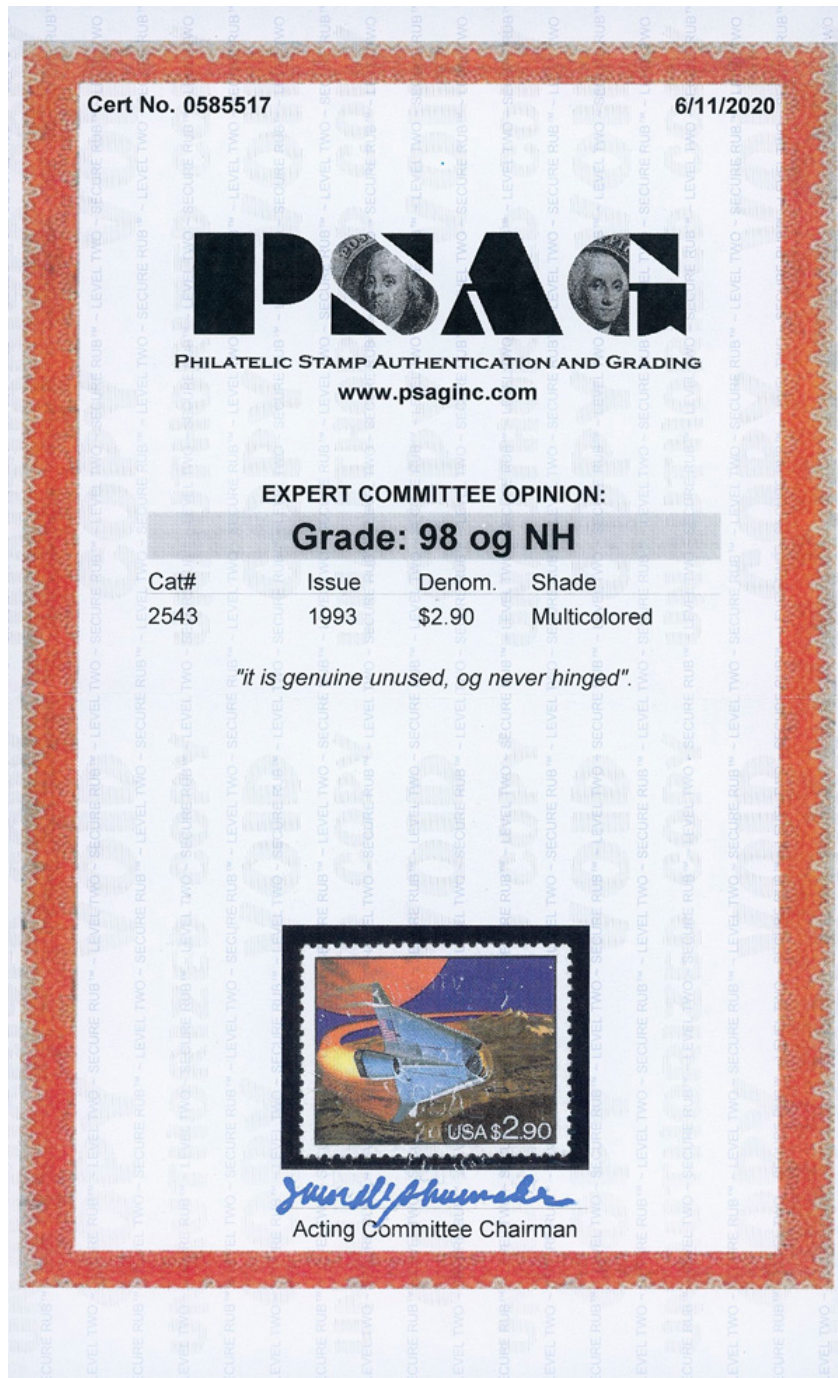 Cert No. 0585517 6/11/2020
PSAG
PHILATELIC STAMP AUTHENTICATION AND GRADING
www.psaginc.com
EXPERT COMMITTEE OPINION:
Grade: 98 og NH
Cat# Issue Denom. Shade
2543 1993 $2.90 Multicolored
"it is genuine unused, og never hinged".
USA $2.90
Acting Committee Chairman